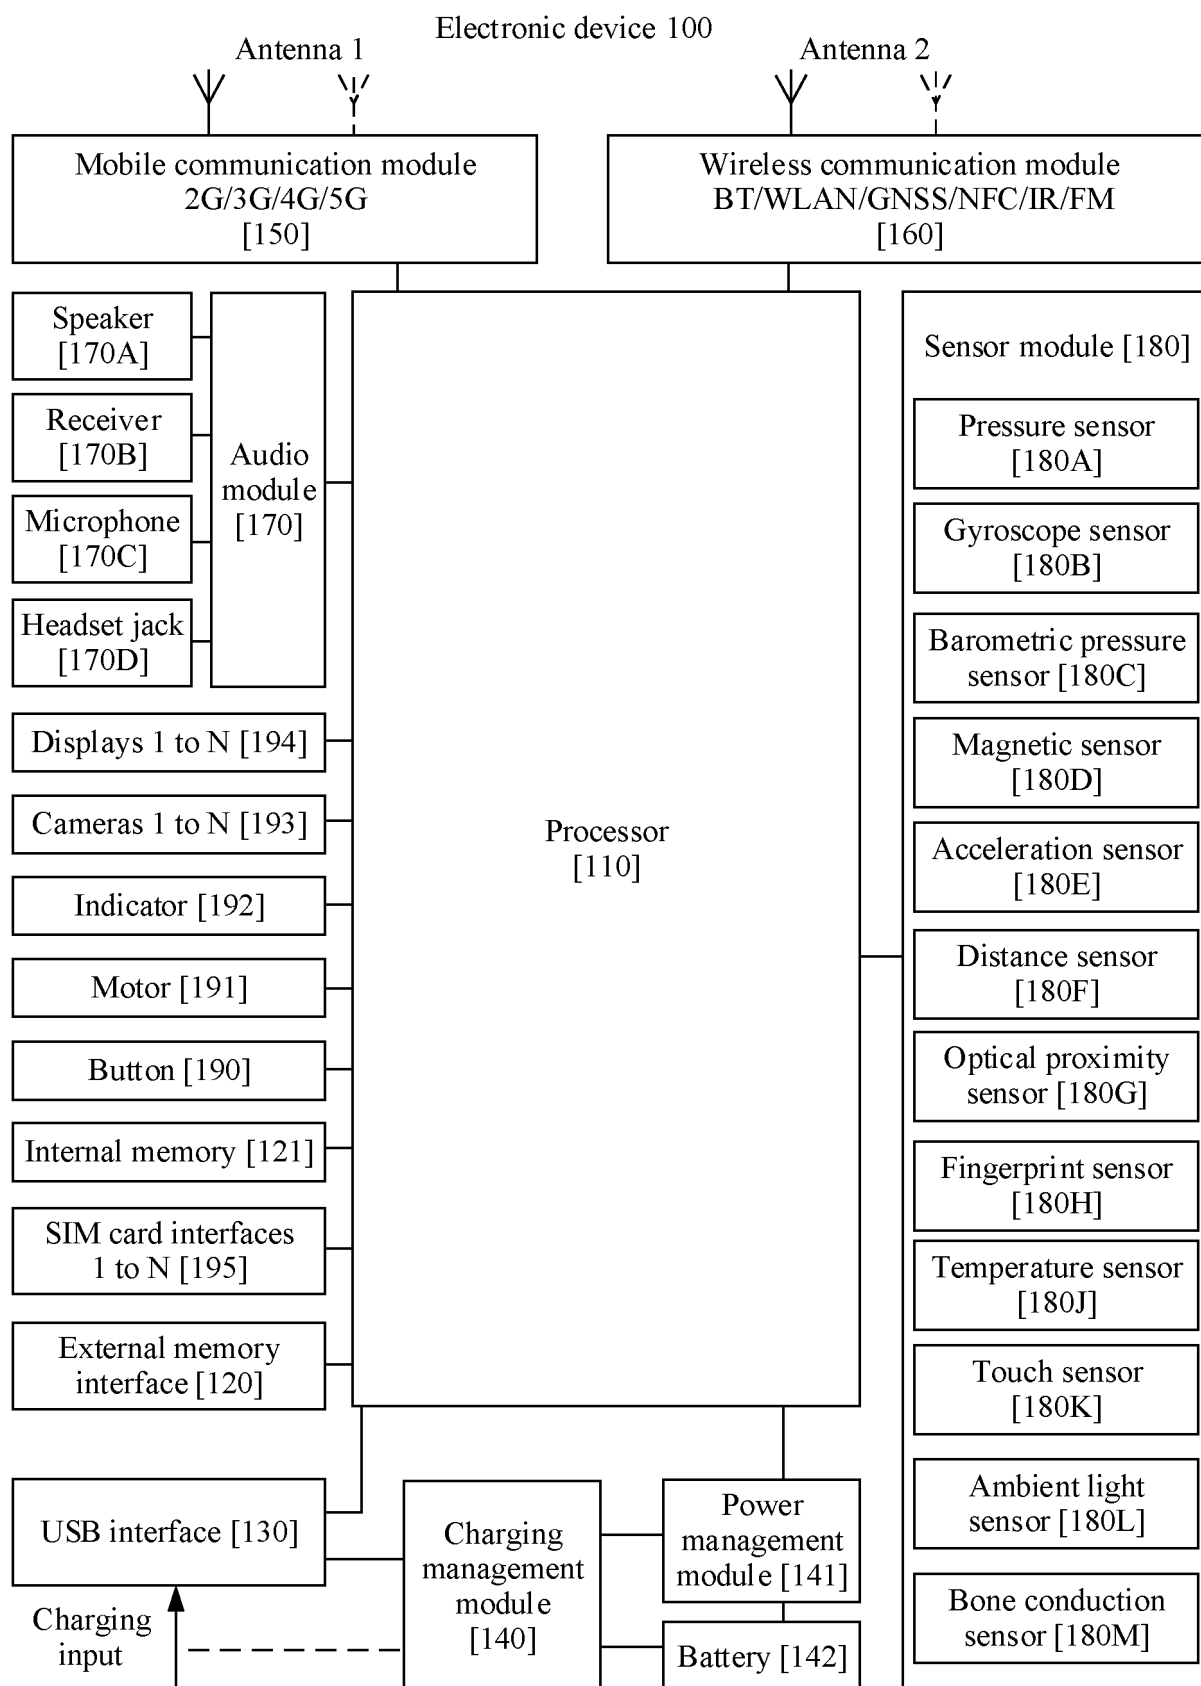 Electronic device 100
Antenna 1
Antenna 2
Mobile communication module
2G/3G/4G/5G
[150]
Wireless communication module
BT/WLAN/GNSS/NFC/IR/FM
[160]
Speaker
[170A]
Receiver
[170B]
Microphone
[170C]
Headset jack
[170D]
Audio
module
[170]
Displays 1 to N [194]
Cameras 1 to N [193]
Indicator [192]
Motor [191]
Button [190]
Internal memory [121]
SIM card interfaces
1 to N [195]
External memory
interface [120]
Processor
[110]
Sensor module [180]
Pressure sensor
[180A]
Gyroscope sensor
[180B]
Barometric pressure
sensor [180C]
Magnetic sensor
[180D]
Acceleration sensor
[180E]
Distance sensor
[180F]
Optical proximity
sensor [180G]
Fingerprint sensor
[180H]
Temperature sensor
[180J]
Touch sensor
[180K]
Ambient light
sensor [180L]
Bone conduction
sensor [180M]
USB interface [130]
Charging
management
module
[140]
Power
management
module [141]
Battery [142]
Charging
input